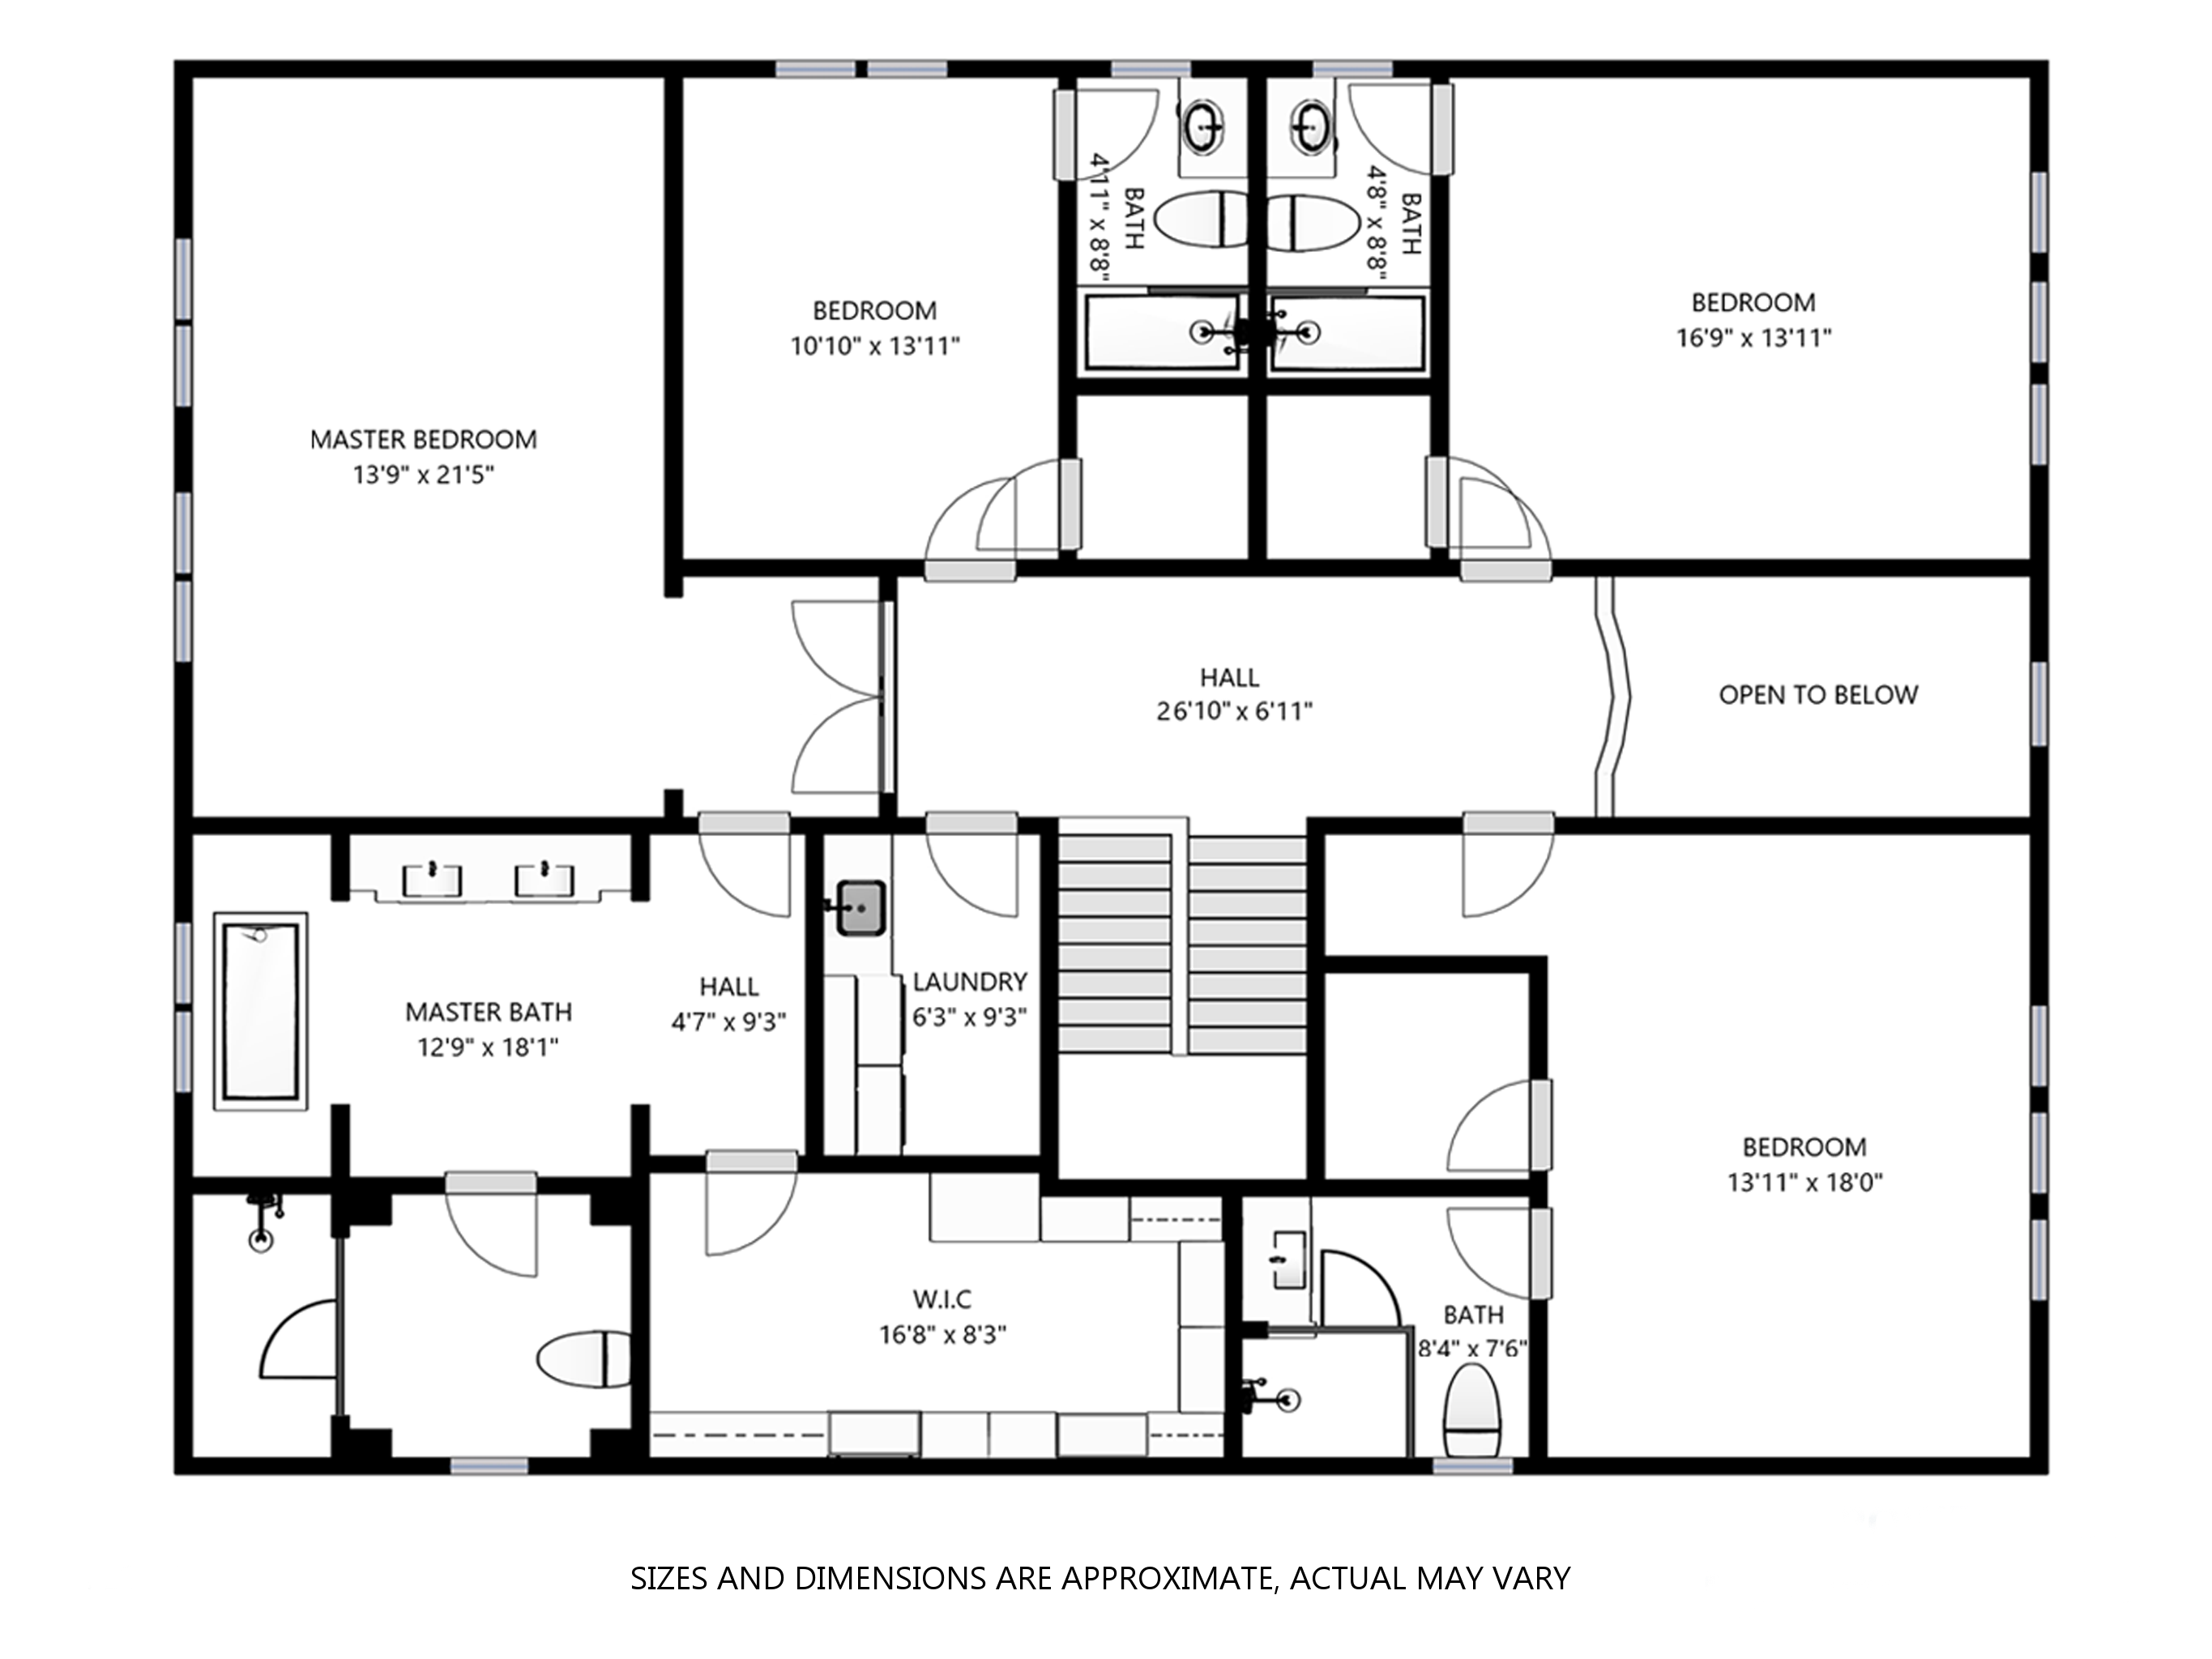 BATH
4'11" x 8'8"
BATH
4'8" x 8'8"
BEDROOM
10'10" x 13'11"
BEDROOM
16'9" x 13'11"
MASTER BEDROOM
13'9" x 21'5"
HALL
26'10" x 6'11"
OPEN TO BELOW
MASTER BATH
12'9" x 18'1"
HALL
4'7" x 9'3"
LAUNDRY
6'3" x 9'3"
BEDROOM
13'11" x 18'0"
W.I.C
16'8" x 8'3"
BATH
8'4" x 7'6"
SIZES AND DIMENSIONS ARE APPROXIMATE, ACTUAL MAY VARY